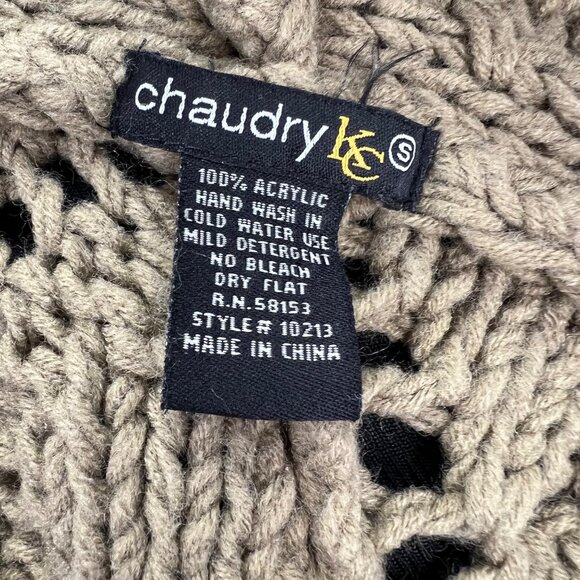 chaudry KC S
100% ACRYLIC
HAND WASH IN
COLD WATER USE
MILD DETERGENT
NO BLEACH
DRY FLAT
R.N.58153
STYLE# 10213
MADE IN CHINA